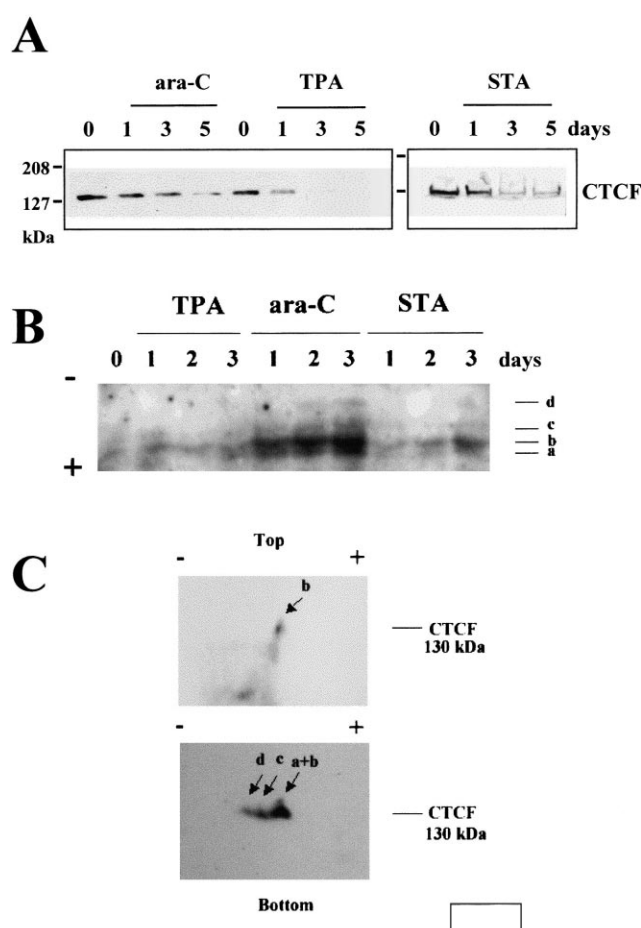 A
ara-C TPA STA
0 1 3 5 0 1 3 5 0 1 3 5 days
208
127
kDa
CTCF
B
TPA ara-C STA
0 1 2 3 1 2 3 1 2 3 days
-
+
d
c
b
a
C
Top
- +
b
CTCF
130 kDa
- +
d c a+b
CTCF
130 kDa
Bottom